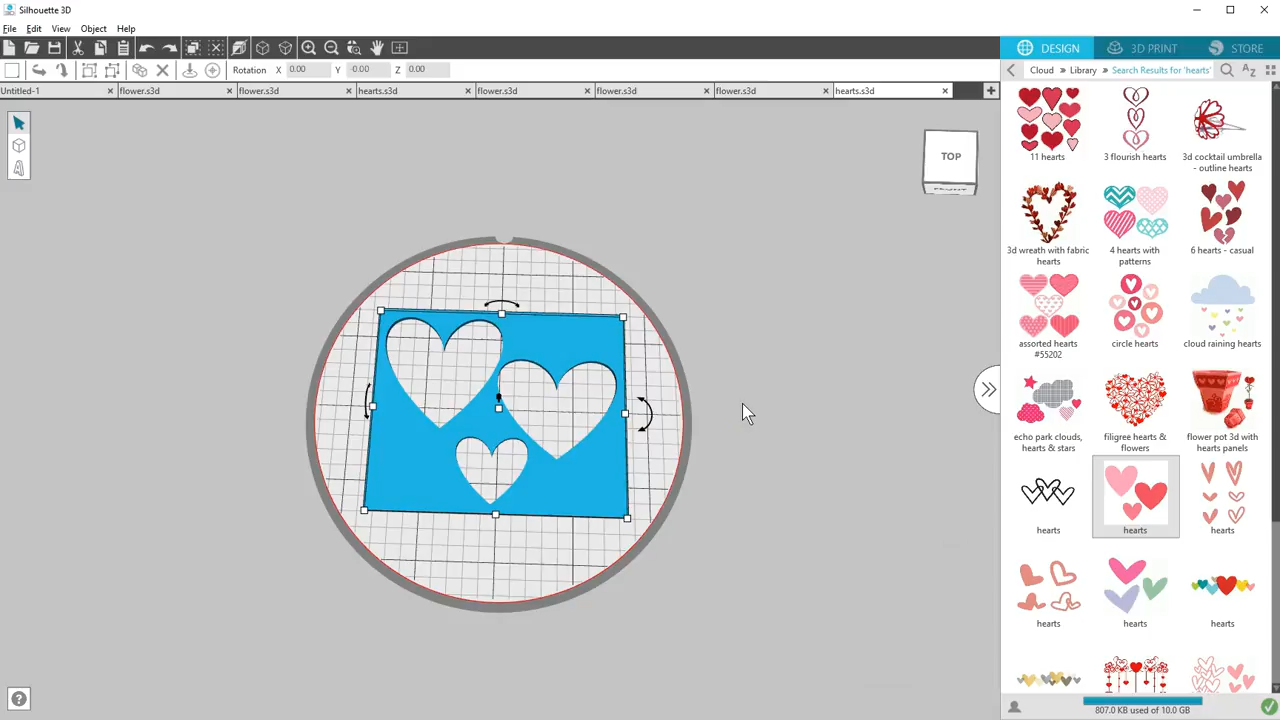 Silhouette 3D
File Edit View Object Help
DESIGN 3D PRINT STORE
Rotation X 0.00 Y -0.00 Z 0.00
Cloud Library Search Results for 'hearts'
Untitled-1 flower.s3d flower.s3d hearts.s3d flower.s3d flower.s3d flower.s3d hearts.s3d
TOP
FRONT
11 hearts
3 flourish hearts
3d cocktail umbrella
- outline hearts
3d wreath with fabric
hearts
4 hearts with
patterns
6 hearts - casual
assorted hearts
#55202
circle hearts
cloud raining hearts
echo park clouds,
hearts & stars
filigree hearts &
flowers
flower pot 3d with
hearts panels
hearts
hearts
hearts
hearts
hearts
hearts
807.0 KB used of 10.0 GB